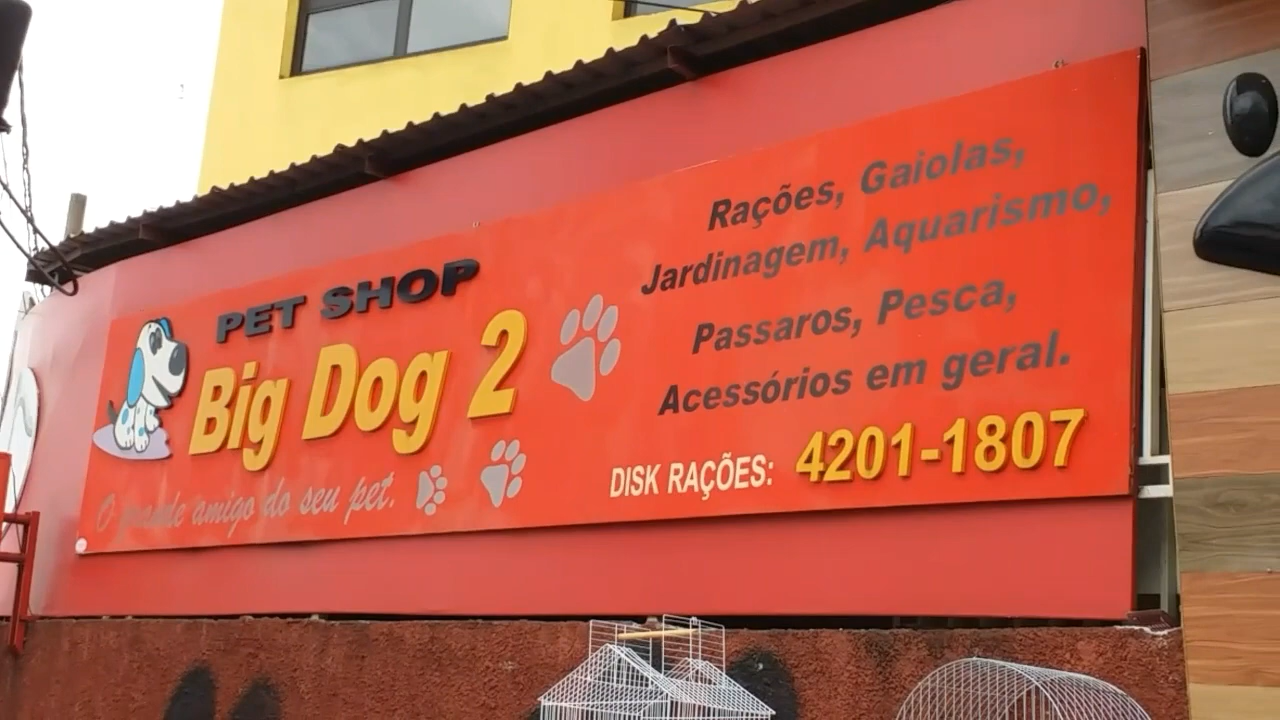 PET SHOP
Big Dog 2
O grande amigo do seu pet.
Rações, Gaiolas,
Jardinagem, Aquarismo,
Passaros, Pesca,
Acessórios em geral.
DISK RAÇÕES: 4201-1807